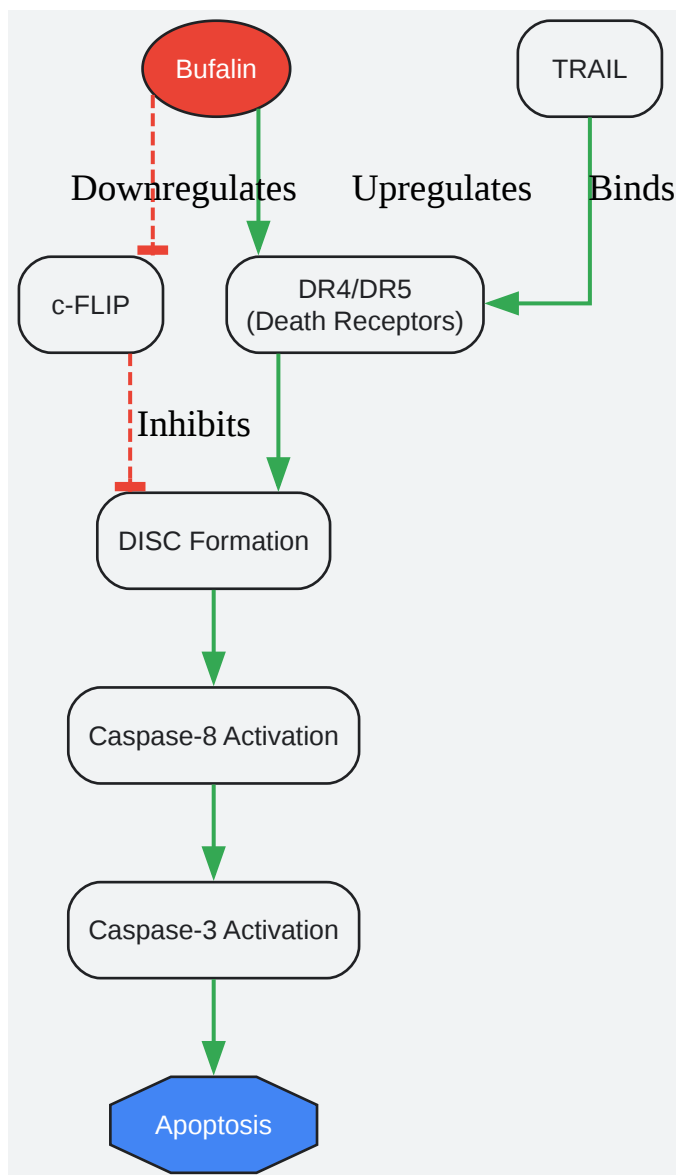 Bufalin
TRAIL
Downregulates
Upregulates
Binds
c-FLIP
DR4/DR5
(Death Receptors)
Inhibits
DISC Formation
Caspase-8 Activation
Caspase-3 Activation
Apoptosis